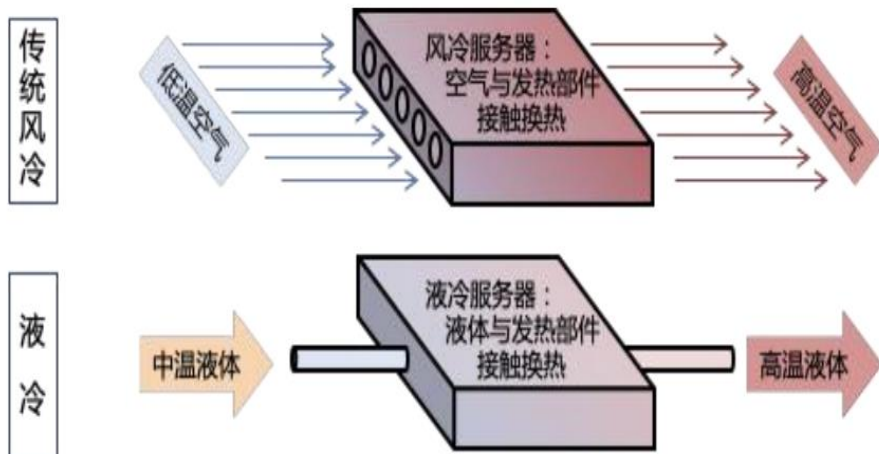 传统风冷
低温空气
风冷服务器：
空气与发热部件
接触换热
高温空气
液冷
中温液体
液冷服务器：
液体与发热部件
接触换热
高温液体